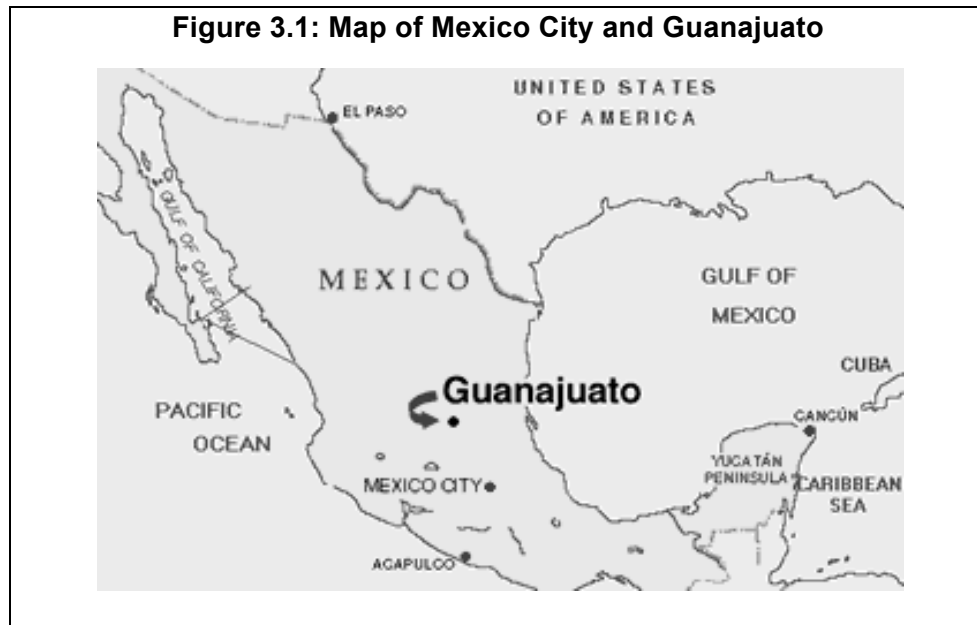 Figure 3.1: Map of Mexico City and Guanajuato
UNITED STATES
OF AMERICA
EL PASO
GULF OF CALIFORNIA
MEXICO
GULF OF
MEXICO
CUBA
Guanajuato
PACIFIC
OCEAN
CANCÚN
YUCATÁN
PENINSULA
MEXICO CITY
CARIBBEAN
SEA
ACAPULCO